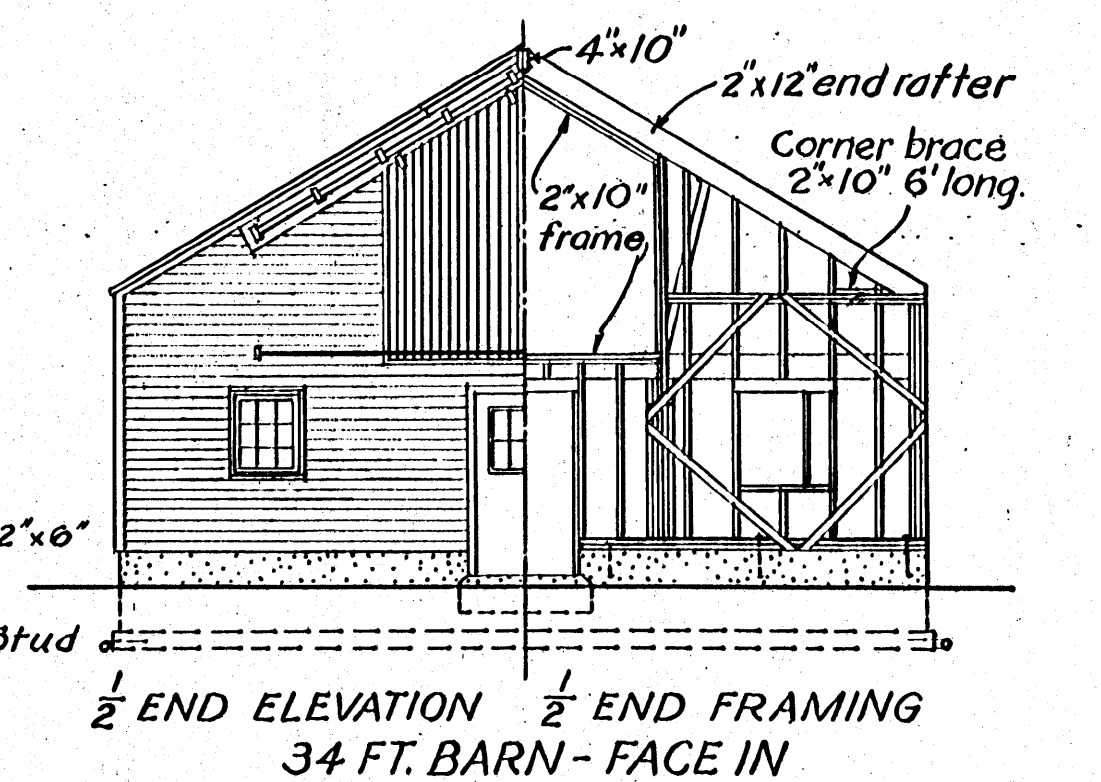 4"x10"
2"x12" end rafter
Corner brace
2"x10" 6' long.
2"x10"
frame
2"x6"
Stud
1/2 END ELEVATION 1/2 END FRAMING
34 FT. BARN - FACE IN